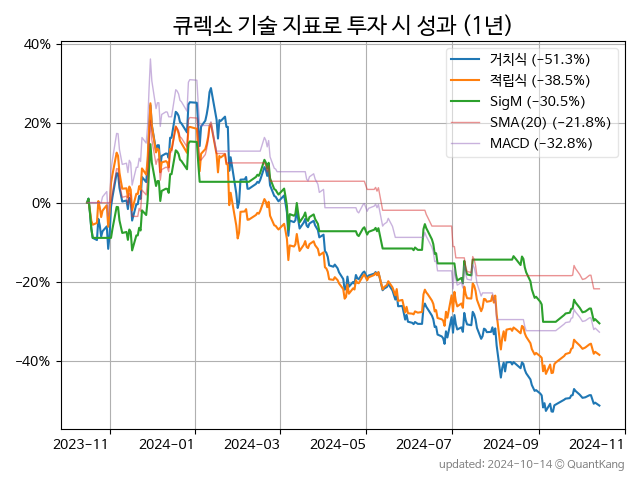 큐렉소 기술 지표로 투자 시 성과 (1년)
40%
20%
0%
−20%
−40%
거치식 (−51.3%)
적립식 (−38.5%)
SigM (−30.5%)
SMA(20) (−21.8%)
MACD (−32.8%)
2023-11
2024-01
2024-03
2024-05
2024-07
2024-09
2024-11
updated: 2024-10-14 © QuantKang